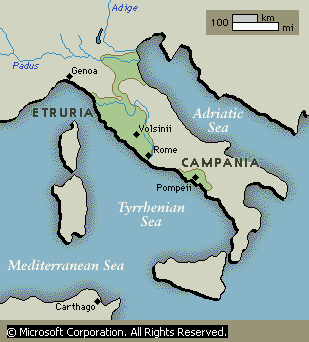 Adige
100
km
mi
Padus
Genoa
ETRURIA
Adriatic
Sea
Volsinii
Rome
CAMPANIA
Pompeii
Tyrrhenian
Sea
Mediterranean Sea
Carthago
© Microsoft Corporation. All Rights Reserved.